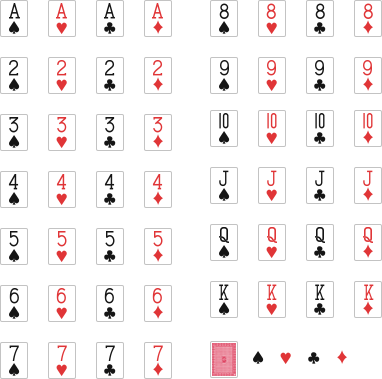 A A A A
2 2 2 2
3 3 3 3
4 4 4 4
5 5 5 5
6 6 6 6
7 7 7 7
8 8 8 8
9 9 9 9
10 10 10 10
J J J J
Q Q Q Q
K K K K